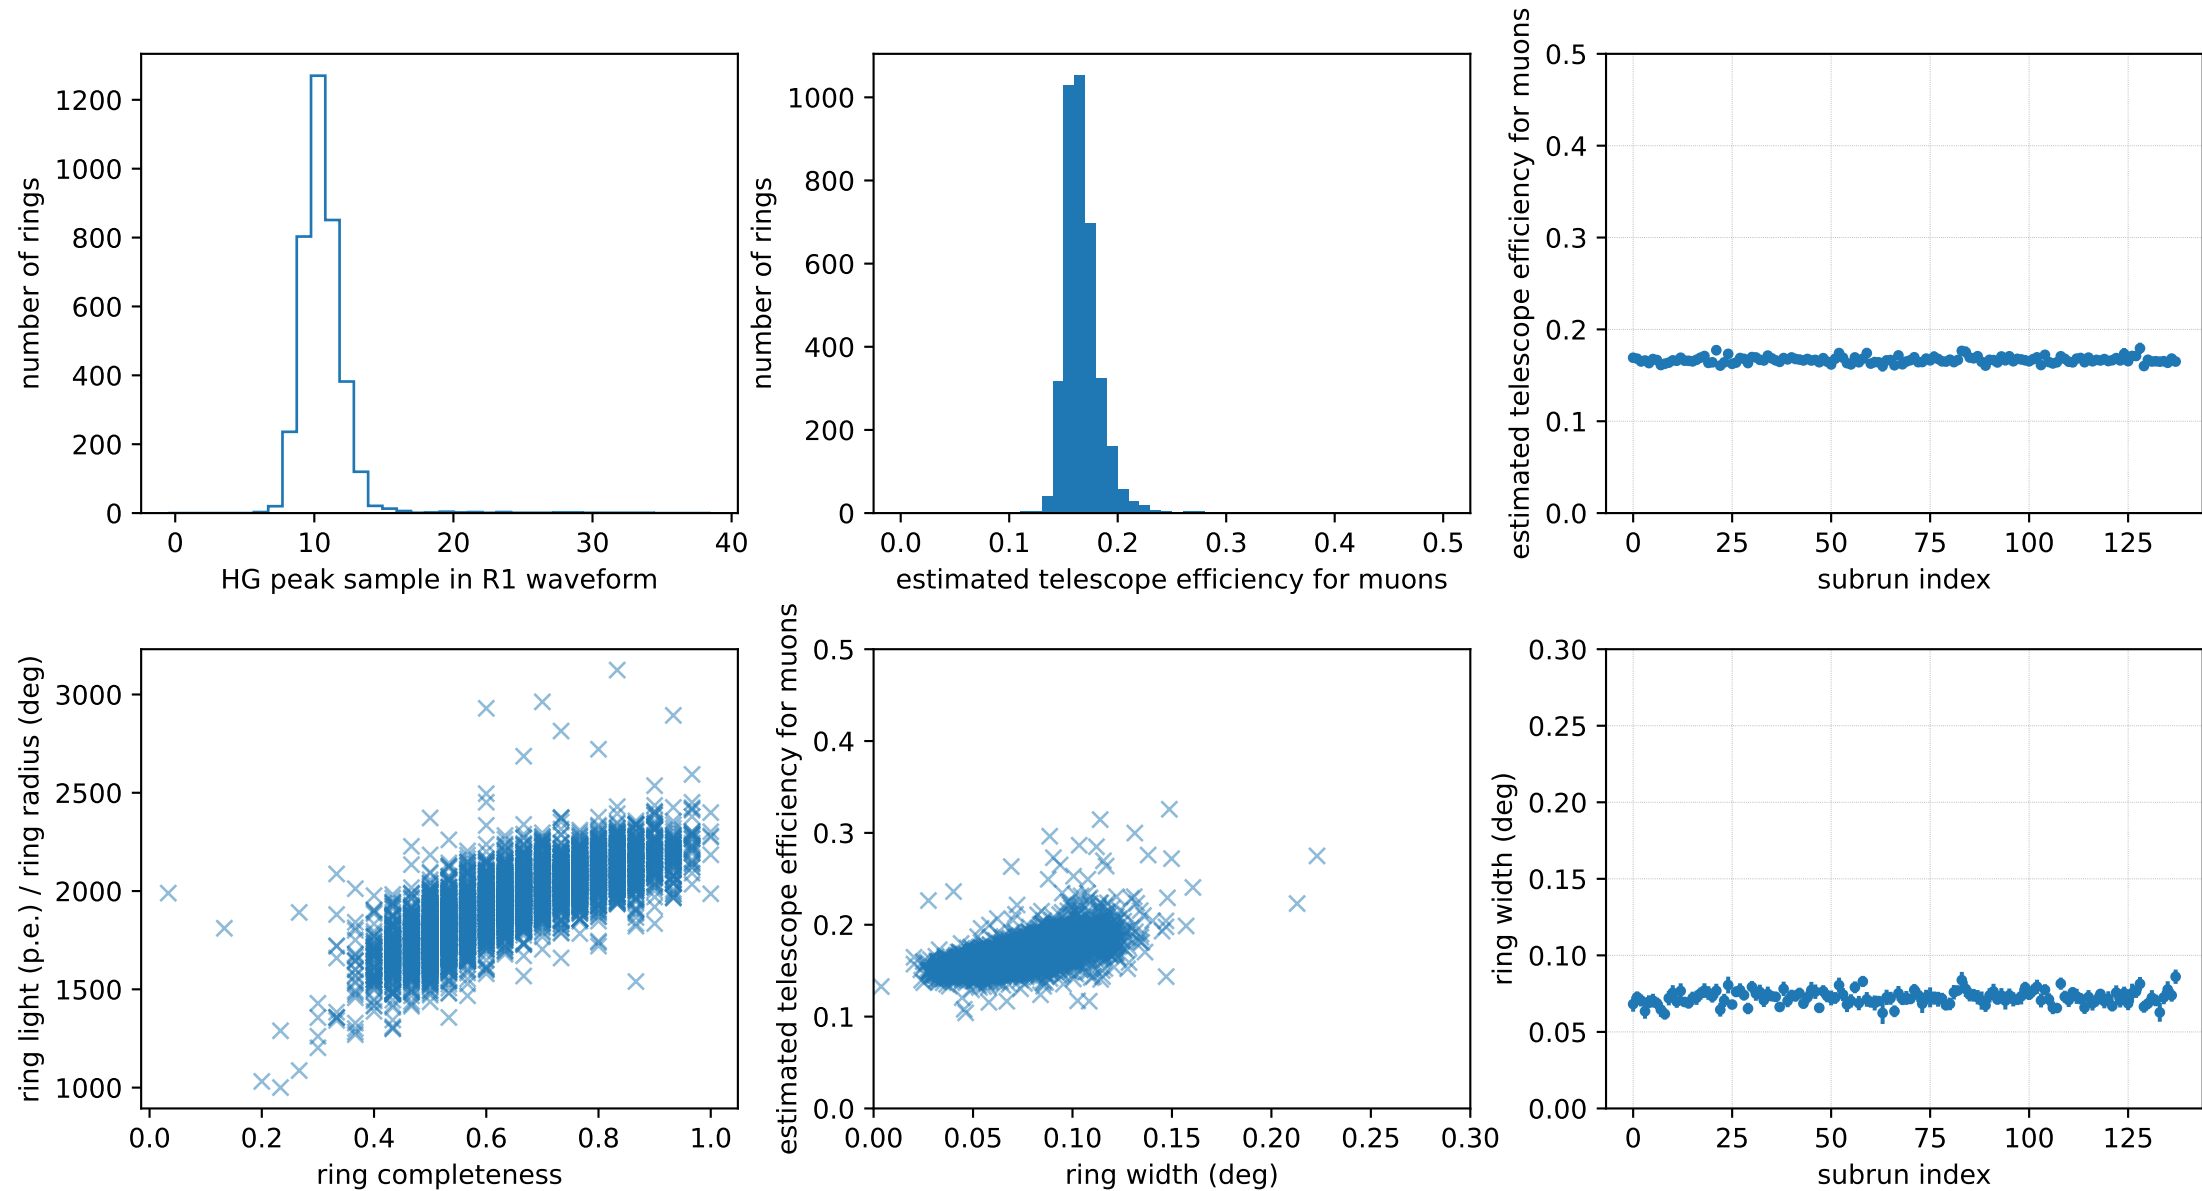 number of rings
1200
1000
800
600
400
200
0
0 10 20 30 40
HG peak sample in R1 waveform
number of rings
1000
800
600
400
200
0
0.0 0.1 0.2 0.3 0.4 0.5
estimated telescope efficiency for muons
estimated telescope efficiency for muons
0.5
0.4
0.3
0.2
0.1
0.0
0 25 50 75 100 125
subrun index
ring light (p.e.) / ring radius (deg)
3000
2500
2000
1500
1000
0.0 0.2 0.4 0.6 0.8 1.0
ring completeness
estimated telescope efficiency for muons
0.5
0.4
0.3
0.2
0.1
0.0
0.00 0.05 0.10 0.15 0.20 0.25 0.30
ring width (deg)
ring width (deg)
0.30
0.25
0.20
0.15
0.10
0.05
0.00
0 25 50 75 100 125
subrun index